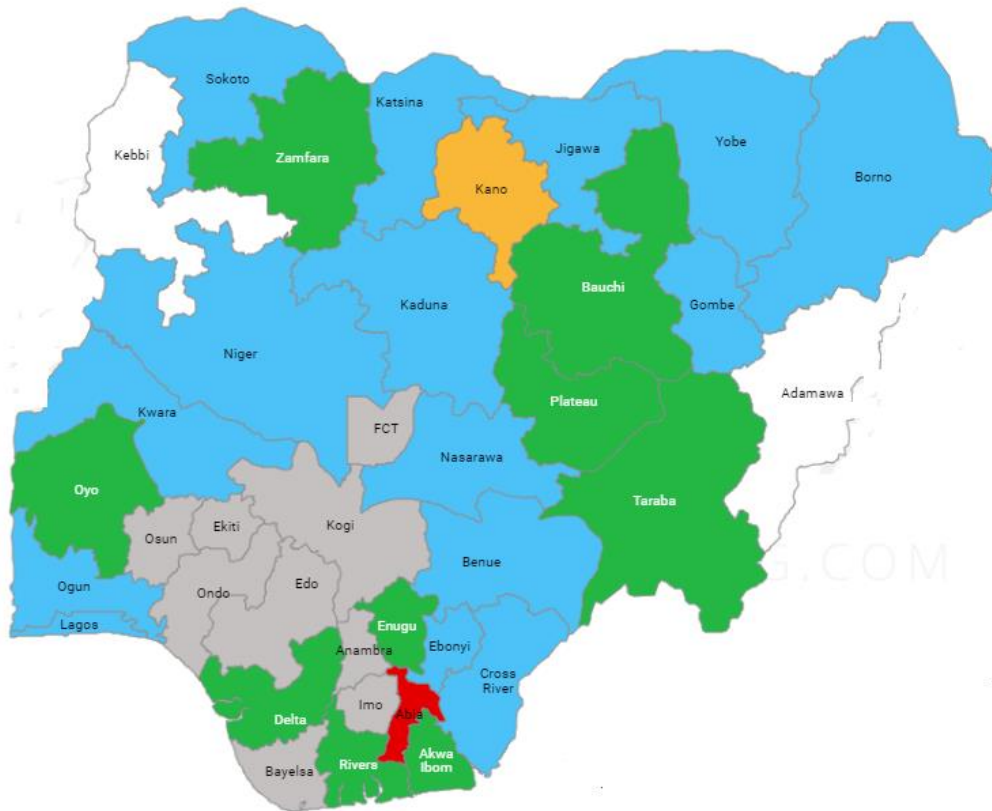 Sokoto
Katsina
Kebbi
Zamfara
Jigawa
Yobe
Kano
Borno
Bauchi
Kaduna
Gombe
Niger
Adamawa
Plateau
Kwara
FCT
Nasarawa
Oyo
Taraba
Kogi
Ekiti
Osun
Benue
G.COM
Edo
Ogun
Ondo
Lagos
Enugu
Ebonyi
Anambra
Cross
River
Imo
Abia
Delta
Akwa
Ibom
Rivers
Bayelsa